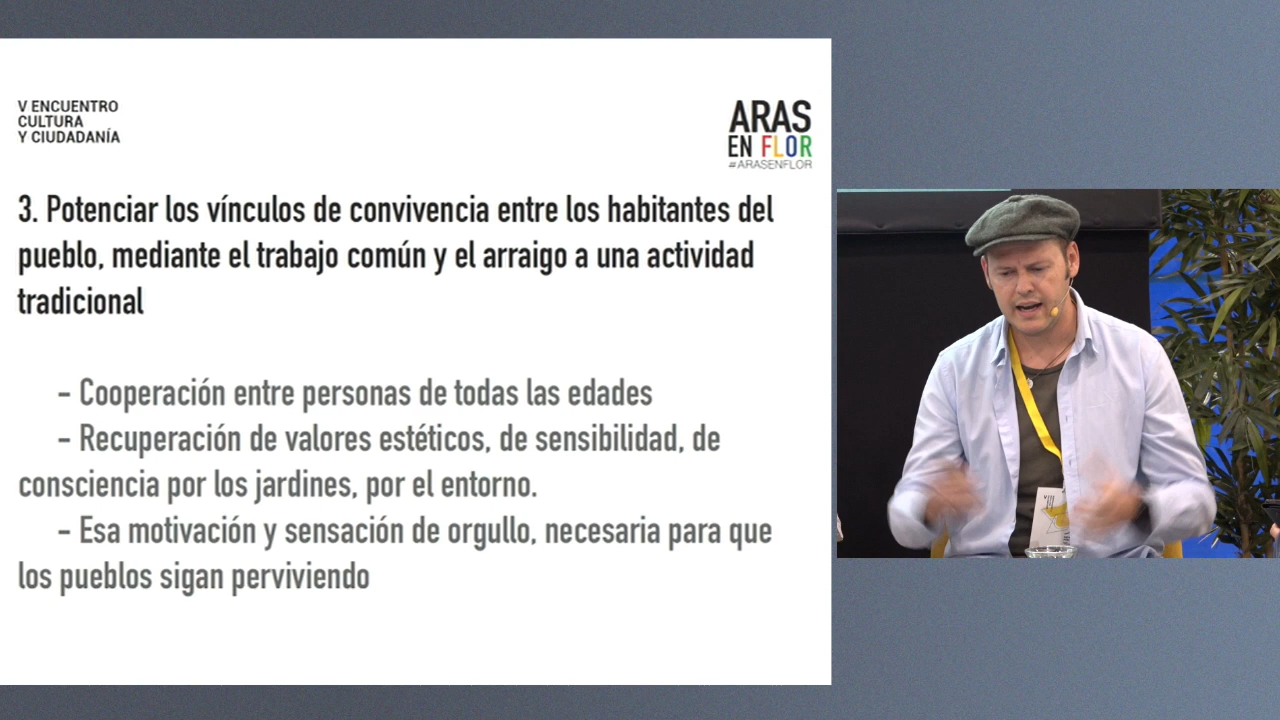 V ENCUENTRO
CULTURA
Y CIUDADANÍA
ARAS
EN FLOR
#ARASENFLOR
3. Potenciar los vínculos de convivencia entre los habitantes del
pueblo, mediante el trabajo común y el arraigo a una actividad
tradicional
- Cooperación entre personas de todas las edades
- Recuperación de valores estéticos, de sensibilidad, de
consciencia por los jardines, por el entorno.
- Esa motivación y sensación de orgullo, necesaria para que
los pueblos sigan perviviendo